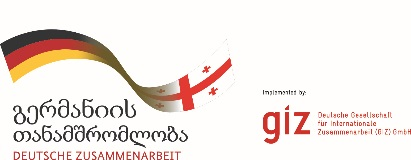 გერმანიის
თანამშრომლობა
DEUTSCHE ZUSAMMENARBEIT
Implemented by:
giz
Deutsche Gesellschaft
für Internationale
Zusammenarbeit (GIZ) GmbH